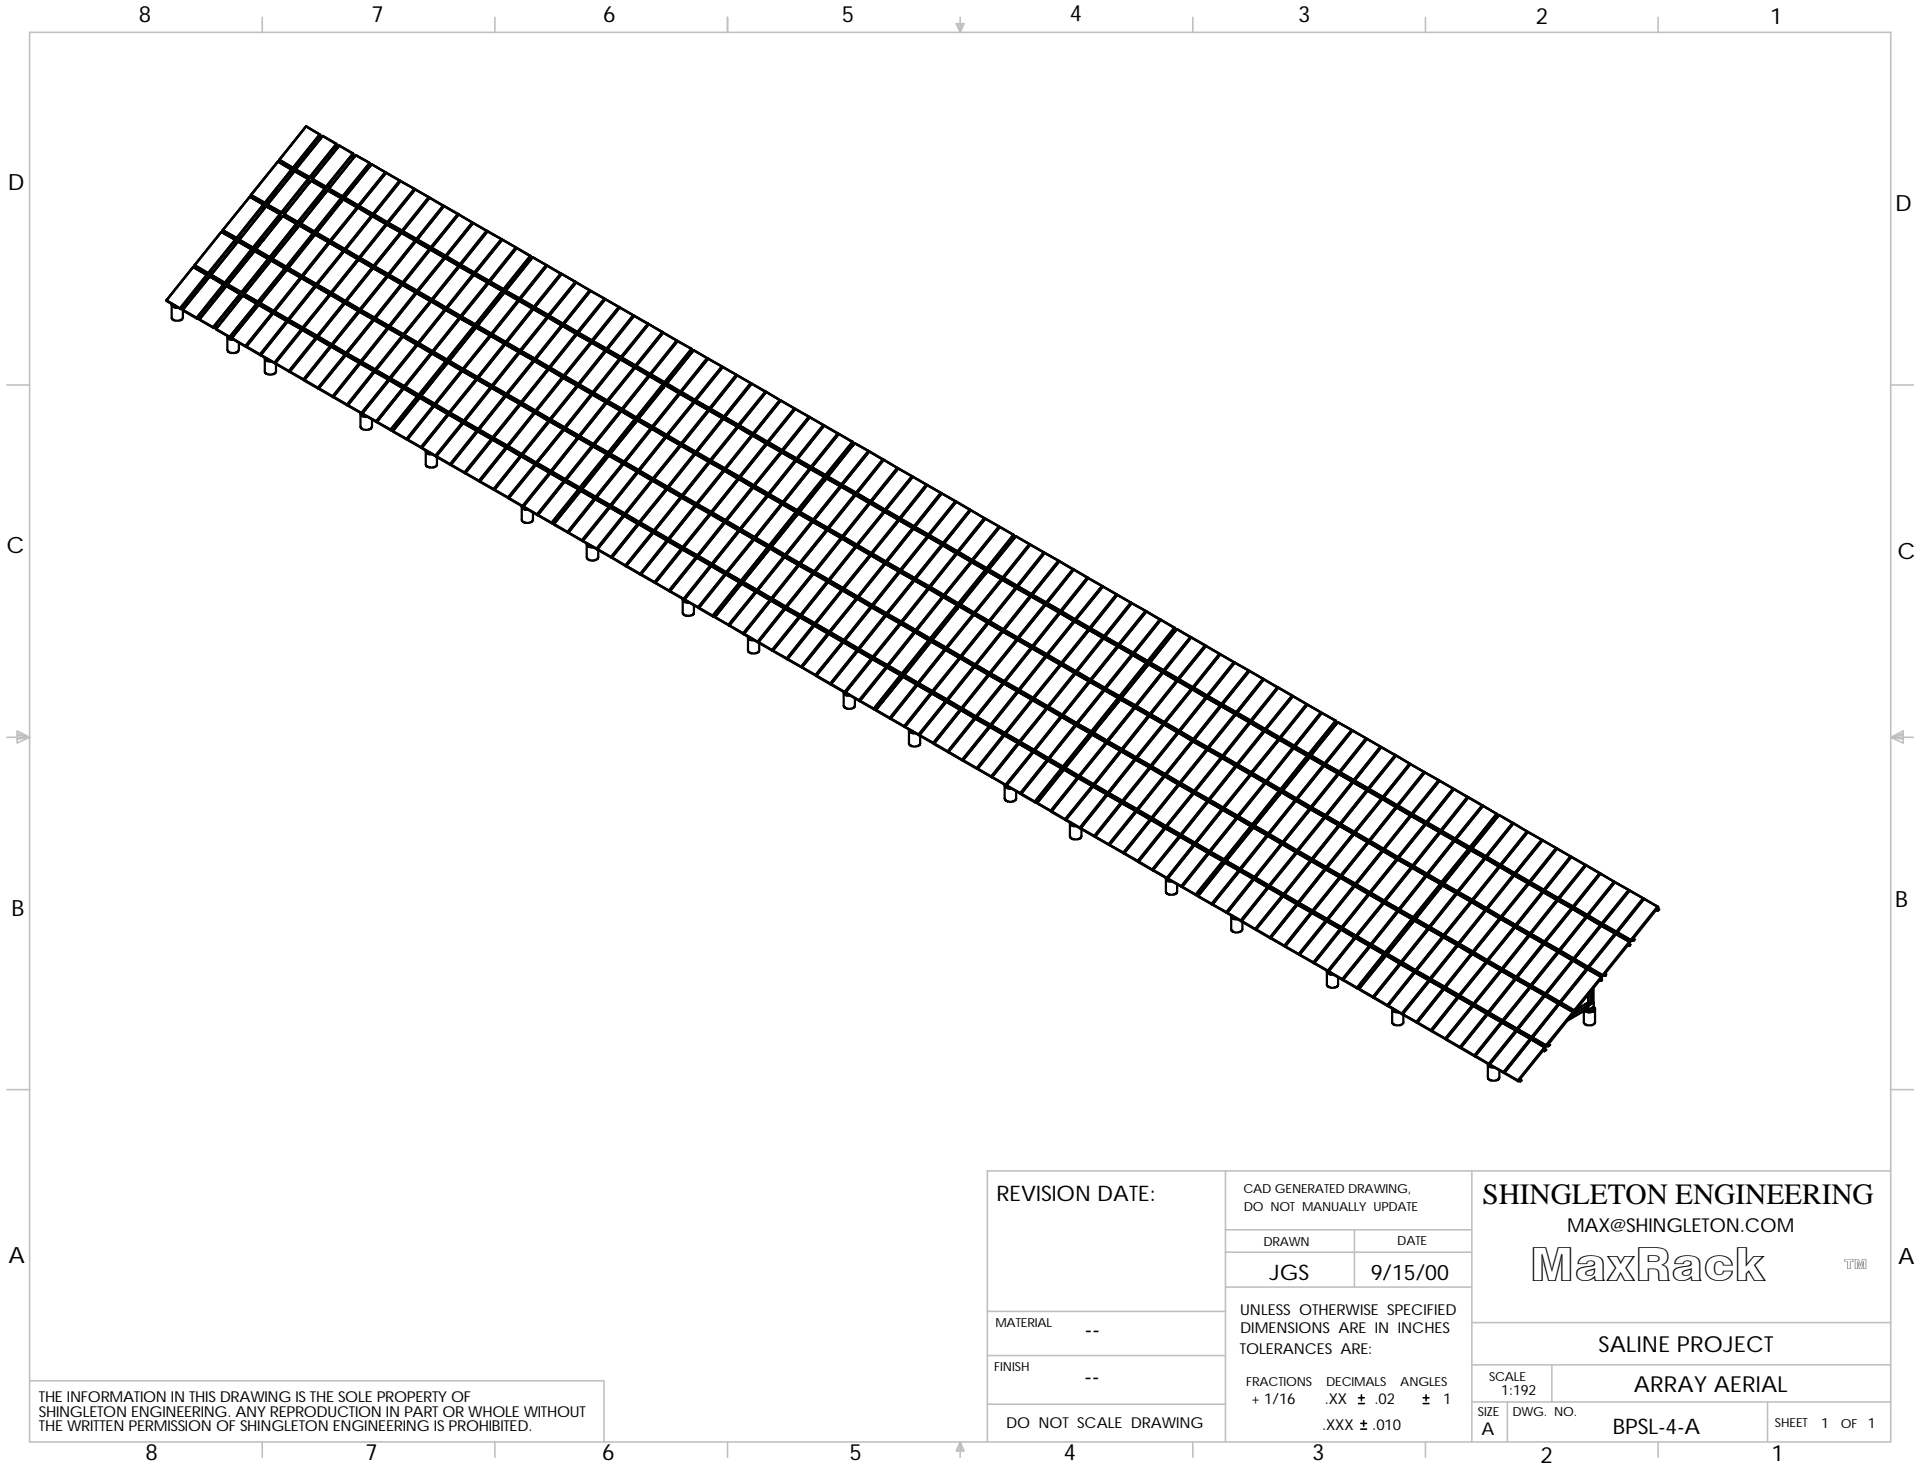 8 7 6 5 4 3 2 1
D D
C C
B B
A A
REVISION DATE:
CAD GENERATED DRAWING,
DO NOT MANUALLY UPDATE
DRAWN DATE
JGS 9/15/00
SHINGLETON ENGINEERING
MAX@SHINGLETON.COM
MaxRack TM
UNLESS OTHERWISE SPECIFIED
DIMENSIONS ARE IN INCHES
TOLERANCES ARE:
FRACTIONS DECIMALS ANGLES
+ 1/16 .XX ± .02 ± 1
.XXX ± .010
MATERIAL --
FINISH --
DO NOT SCALE DRAWING
SALINE PROJECT
SCALE
1:192
ARRAY AERIAL
SIZE
A
DWG. NO.
BPSL-4-A
SHEET 1 OF 1
THE INFORMATION IN THIS DRAWING IS THE SOLE PROPERTY OF
SHINGLETON ENGINEERING. ANY REPRODUCTION IN PART OR WHOLE WITHOUT
THE WRITTEN PERMISSION OF SHINGLETON ENGINEERING IS PROHIBITED.
8 7 6 5 4 3 2 1